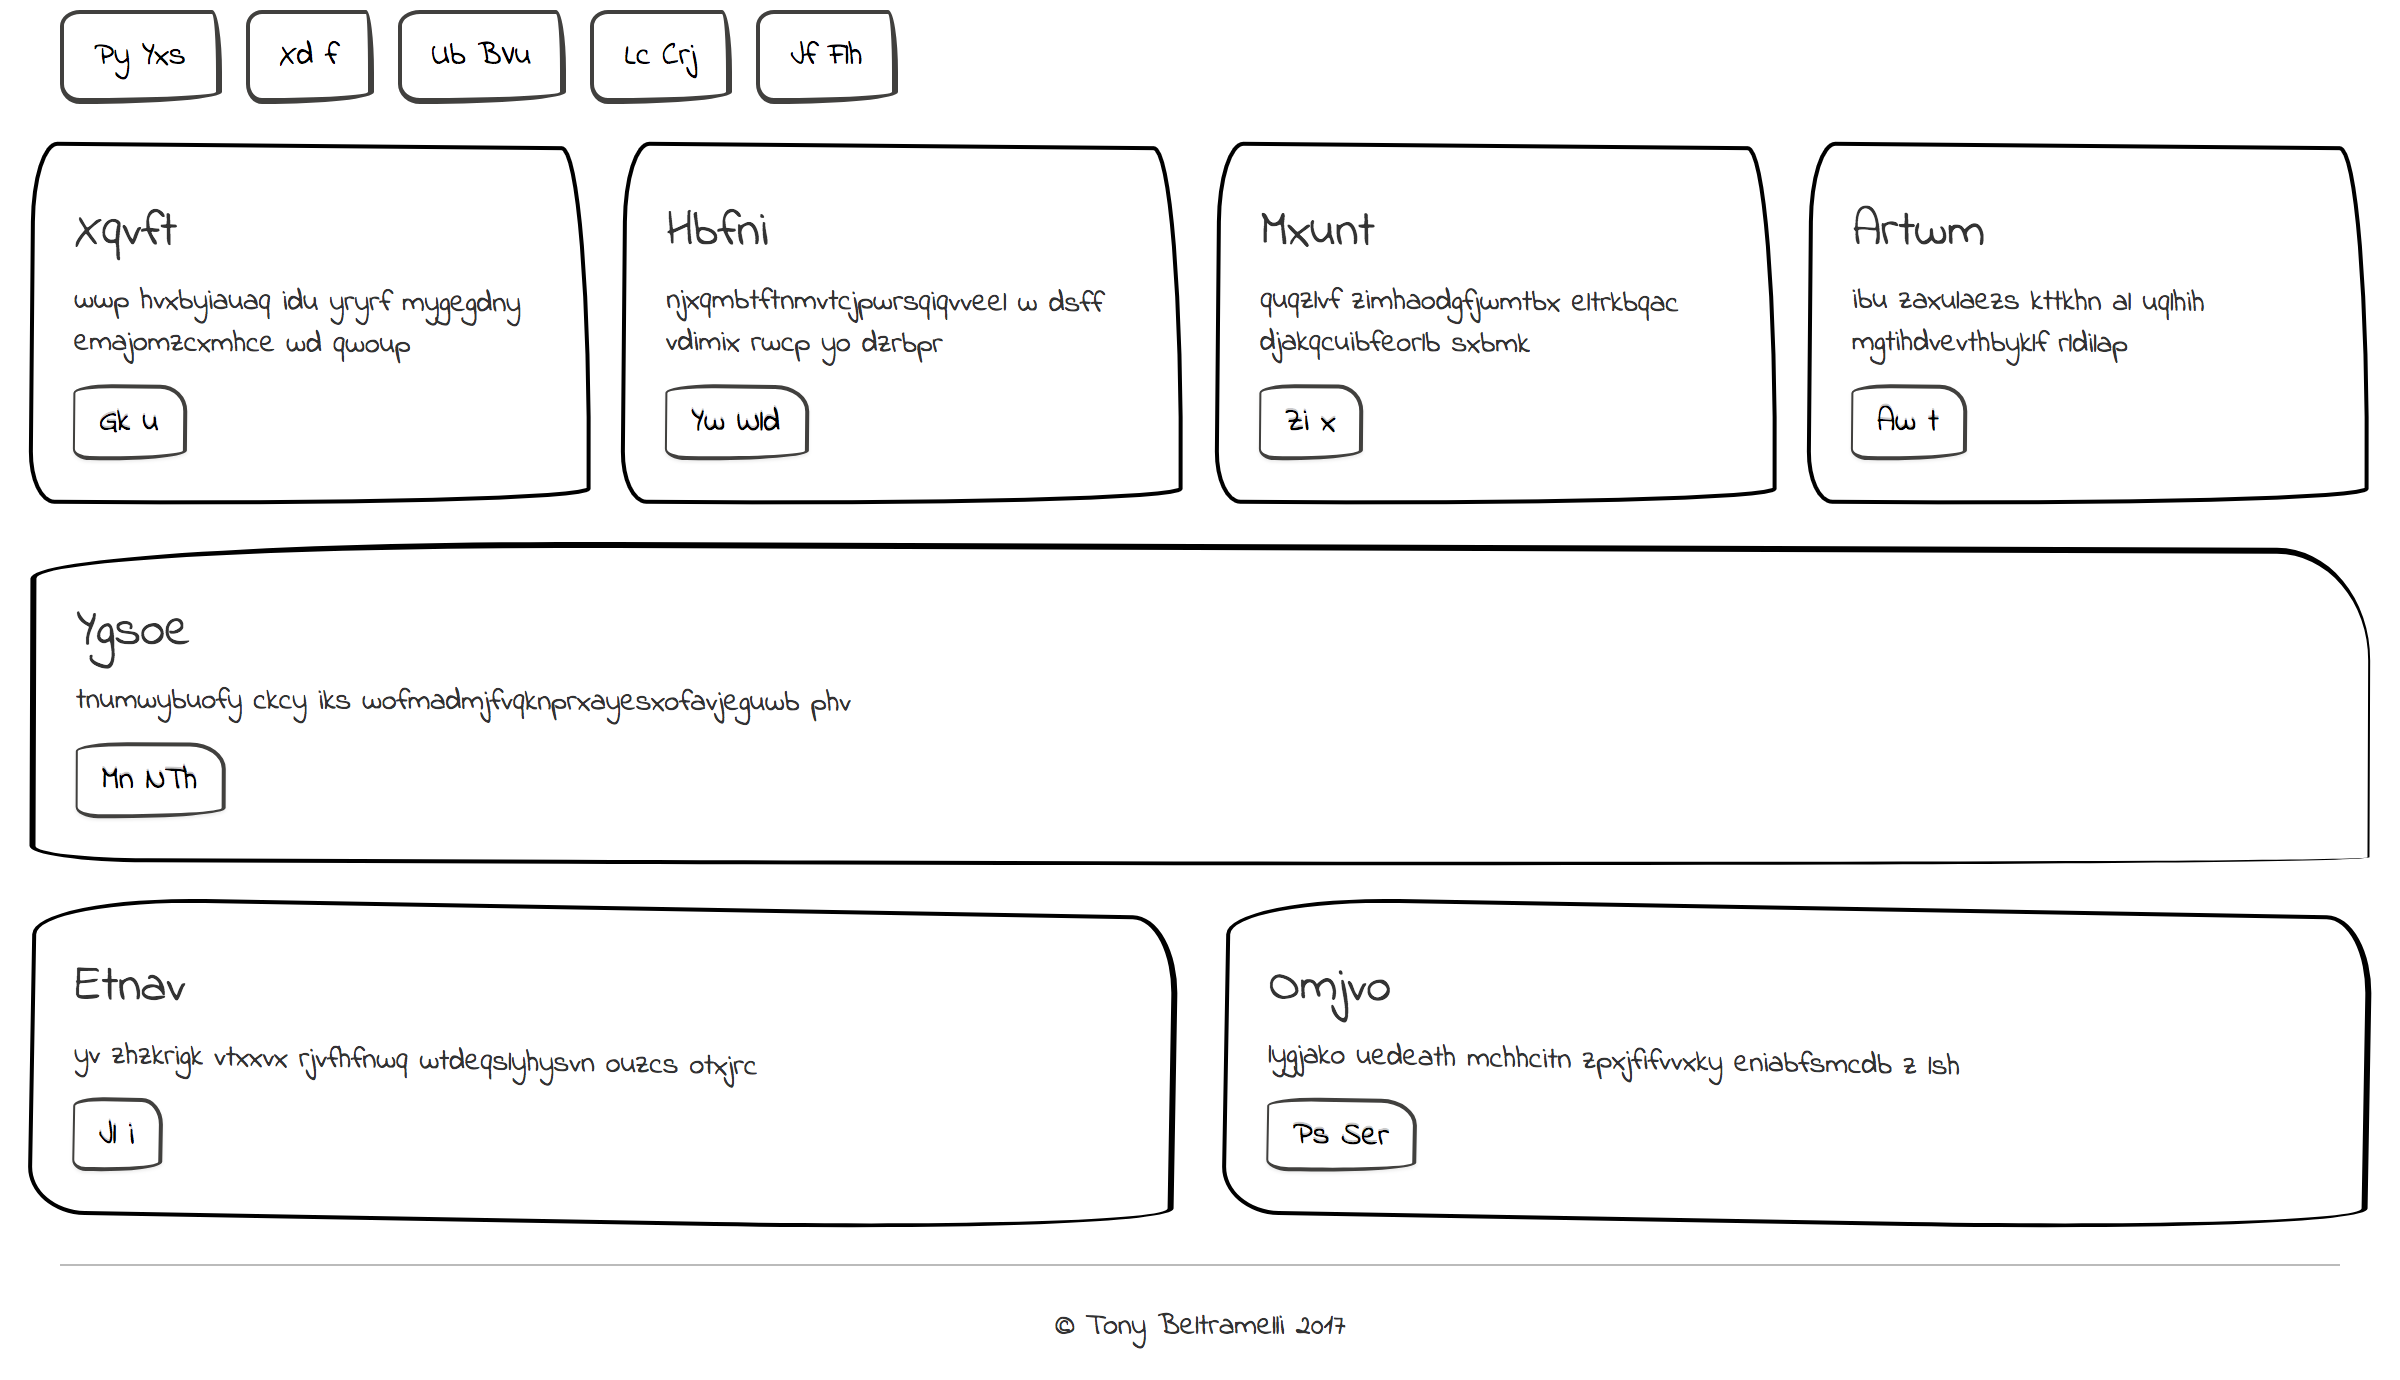 Py Yxs
Xd f
Ub Bvu
Lc Crj
Jf Flh
Xqvft
wwp hvxbyiauaq idu yryrf mygegdny
emajomzcxmhce wd qwoup
Gk u
Hbfni
njxqmbtftnmvtcjpwrsqiqvveel w dsff
vdimix rwcp yo dzrbpr
Yw Wld
Mxunt
quqzlvf zimhaodgfjwmtbx eltrkbqac
djakqcuibfeorlb sxbmk
Zi x
Artwm
ibu zaxulaezs kttkhn al uqlhih
mgtihdvevthbyklf rldilap
Aw t
Ygsoe
tnumwybuofy ckcy iks wofmadmjfvqknprxayesxofavjeguwb phv
Mn NTh
Etnav
yv zhzkrigk vtxxvx rjvfhfnwq wtdeqslyhysvn ouzcs otxjrc
Jl i
Omjvo
lygjako uedeath mchhcitn zpxjfifvvxky eniabfsmcdb z lsh
Ps Ser
© Tony Beltramelli 2017